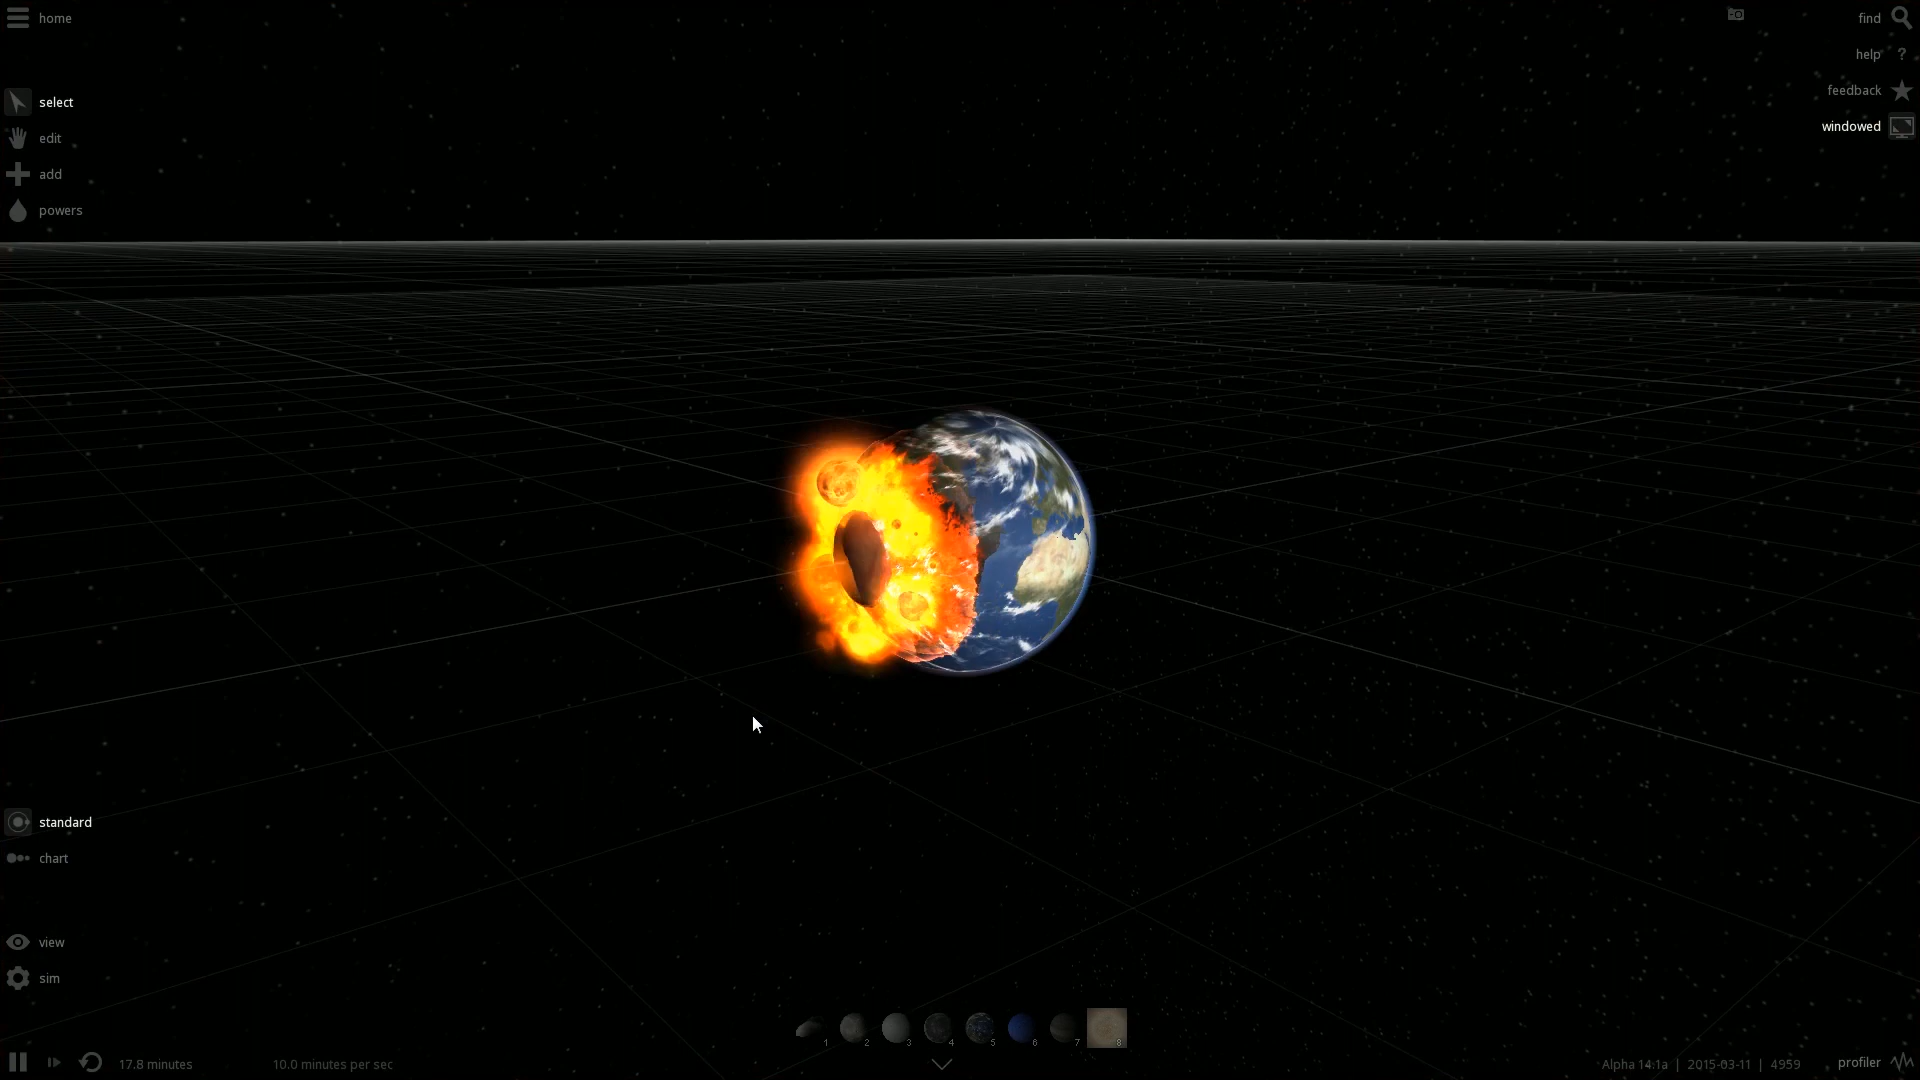 home
find
help ?
feedback
windowed
select
edit
add
powers
standard
chart
view
sim
1 2 3 4 5 6 7 8
17.8 minutes 10.0 minutes per sec
Alpha 14.1a | 2015-03-11 | 4959
profiler